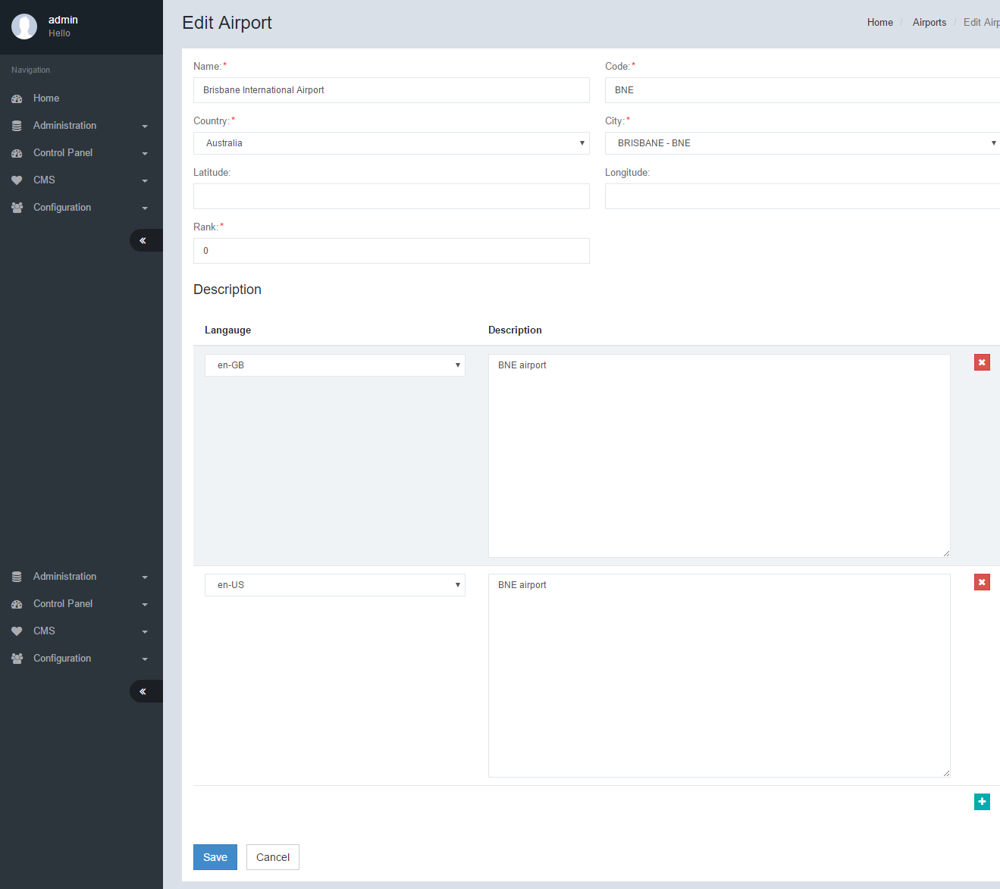 admin
Hello
Navigation
Home
Administration
Control Panel
CMS
Configuration
Administration
Control Panel
CMS
Configuration
Edit Airport
Home / Airports / Edit Airp
Name:*
Code:*
Brisbane International Airport
BNE
Country:*
City:*
Australia
BRISBANE - BNE
Latitude:
Longitude:
Rank:*
0
Description
Langauge
Description
en-GB
BNE airport
en-US
BNE airport
Save
Cancel